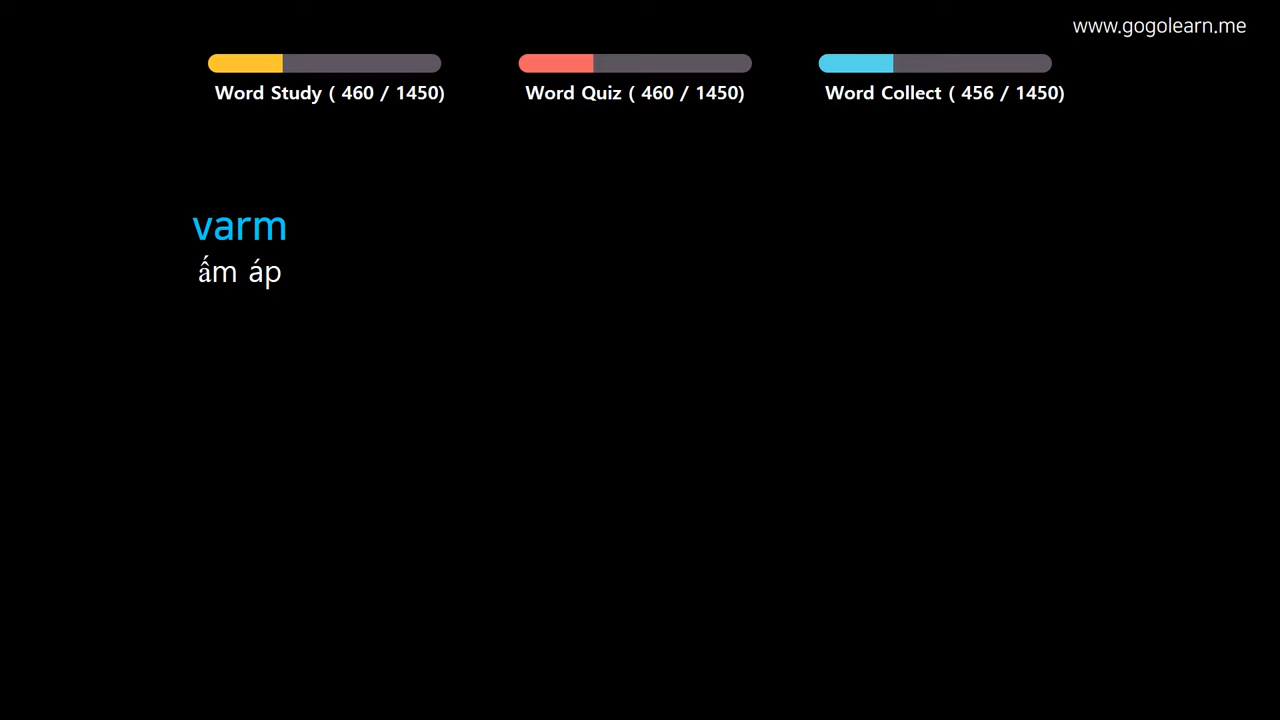 www.gogolearn.me
Word Study ( 460 / 1450)
Word Quiz ( 460 / 1450)
Word Collect ( 456 / 1450)
varm
ấm áp